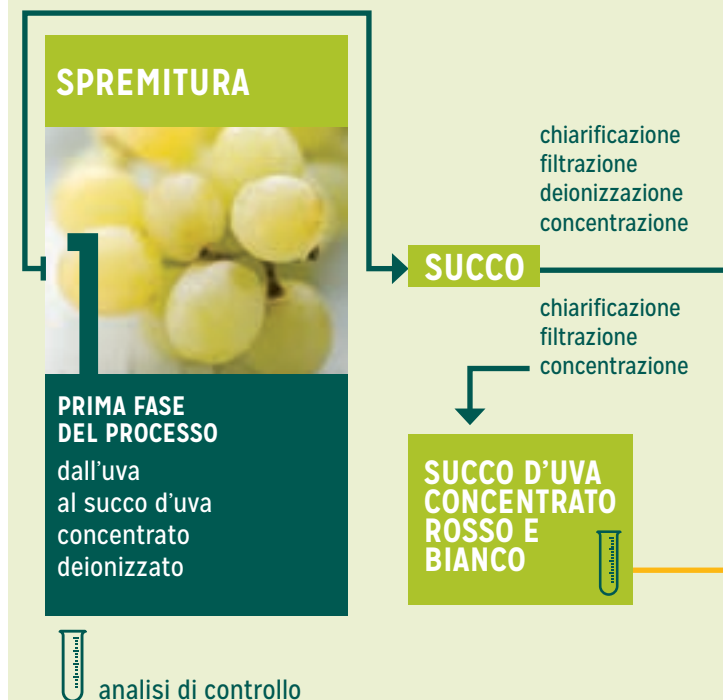 SPREMITURA
1
PRIMA FASE
DEL PROCESSO
dall'uva
al succo d'uva
concentrato
deionizzato
analisi di controllo
chiarificazione
filtrazione
deionizzazione
concentrazione
SUCCO
chiarificazione
filtrazione
concentrazione
SUCCO D'UVA
CONCENTRATO
ROSSO E
BIANCO